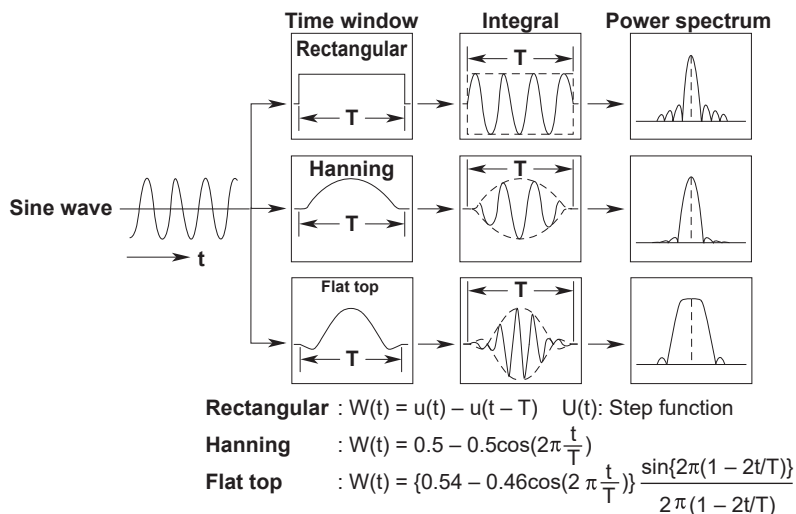 Time window Integral Power spectrum
Rectangular
T
T
Hanning
T
T
Sine wave
t
Flat top
T
T
Rectangular : W(t) = u(t) – u(t – T) U(t): Step function
Hanning : W(t) = 0.5 – 0.5cos(2π t/T)
Flat top : W(t) = {0.54 – 0.46cos(2 π t/T)} sin{2π(1 – 2t/T)}
2π(1 – 2t/T)